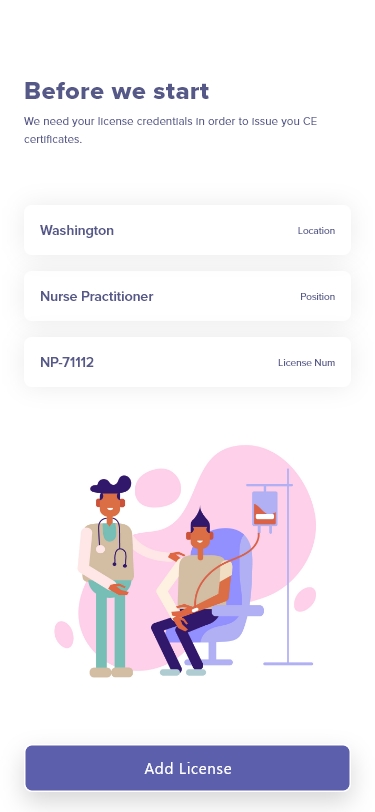 Before we start
We need your license credentials in order to issue you CE
certificates.
Washington Location
Nurse Practitioner Position
NP-71112 License Num
Add License